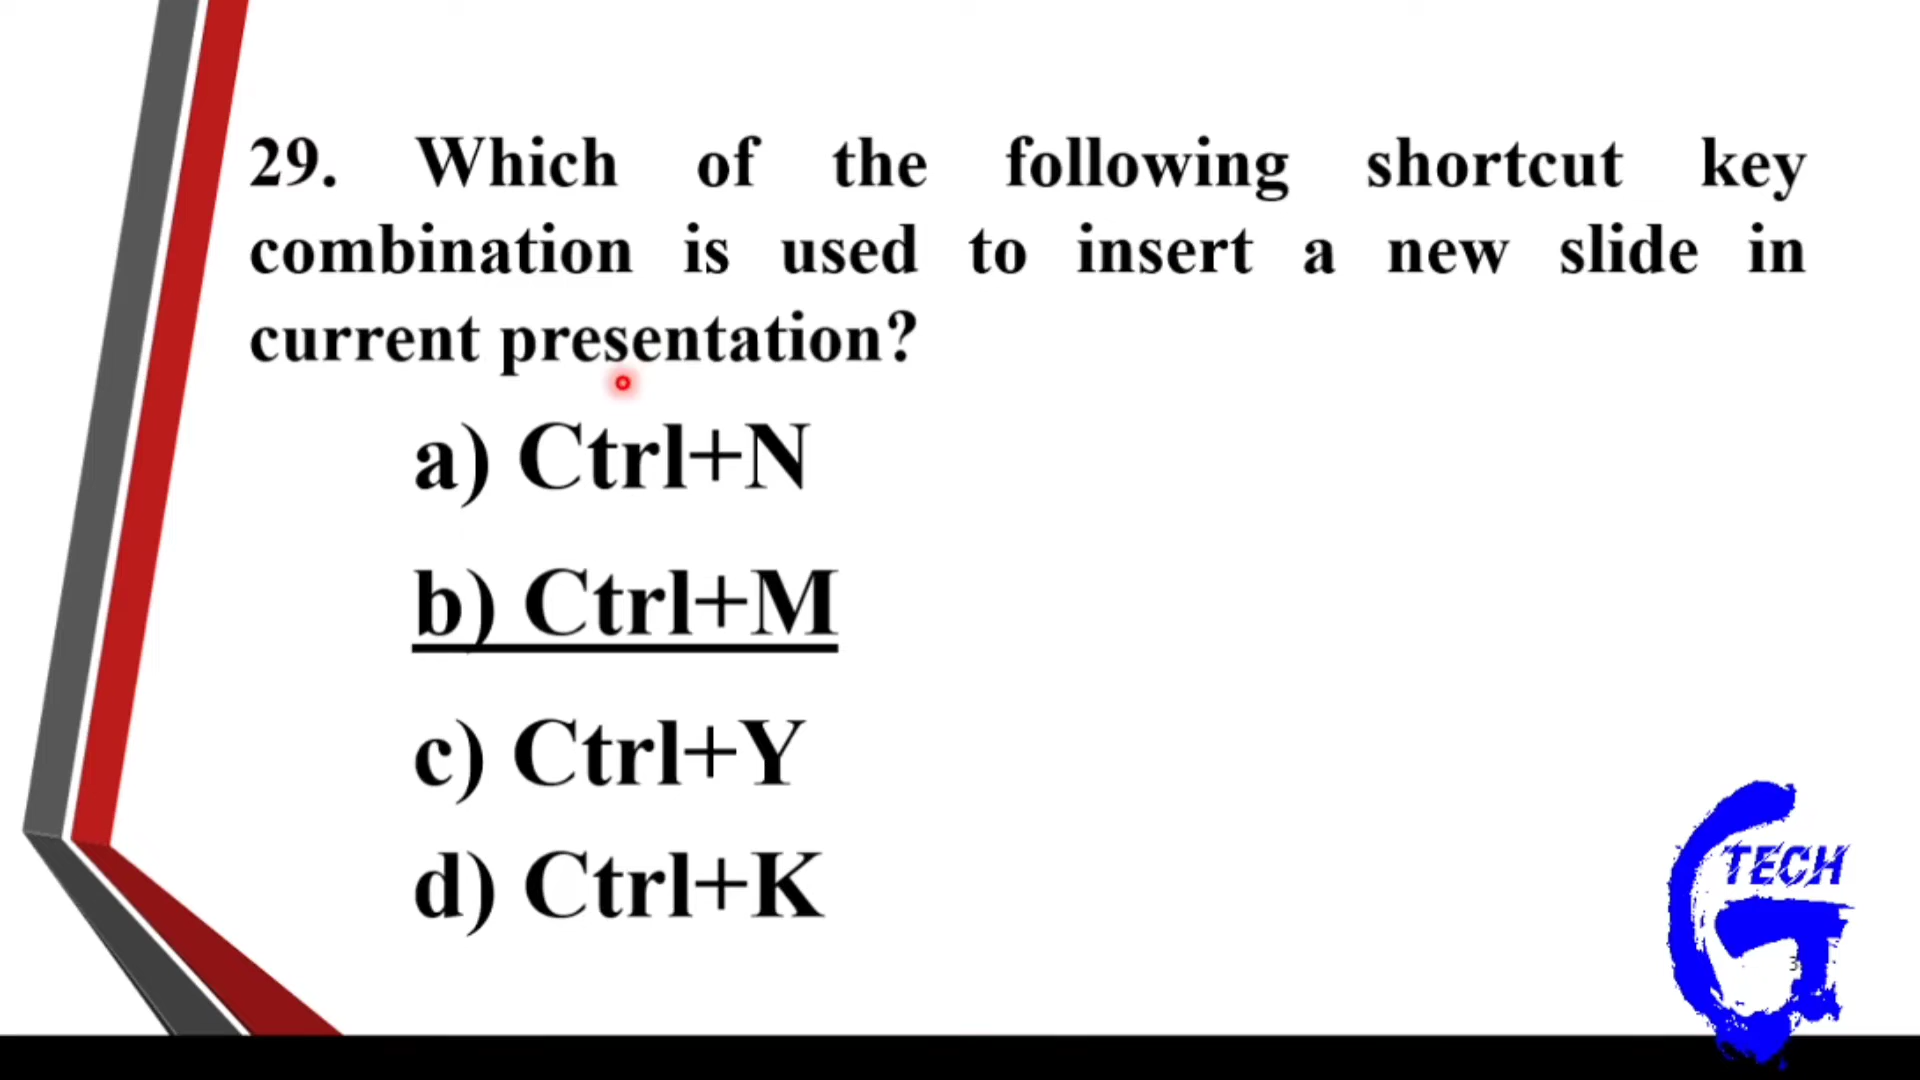 29. Which of the following shortcut key
combination is used to insert a new slide in
current presentation?
a) Ctrl+N
b) Ctrl+M
c) Ctrl+Y
d) Ctrl+K
TECH